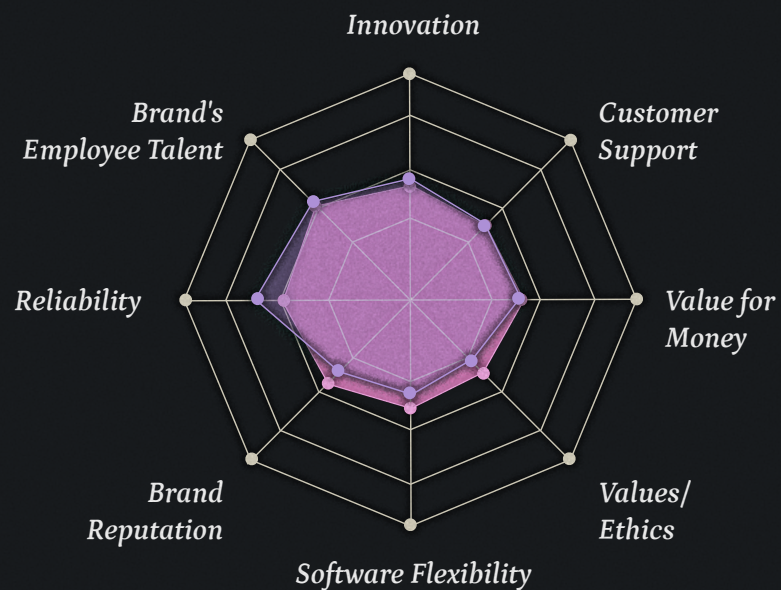 Innovation
Customer
Support
Value for
Money
Values/
Ethics
Software Flexibility
Brand
Reputation
Reliability
Brand's
Employee Talent